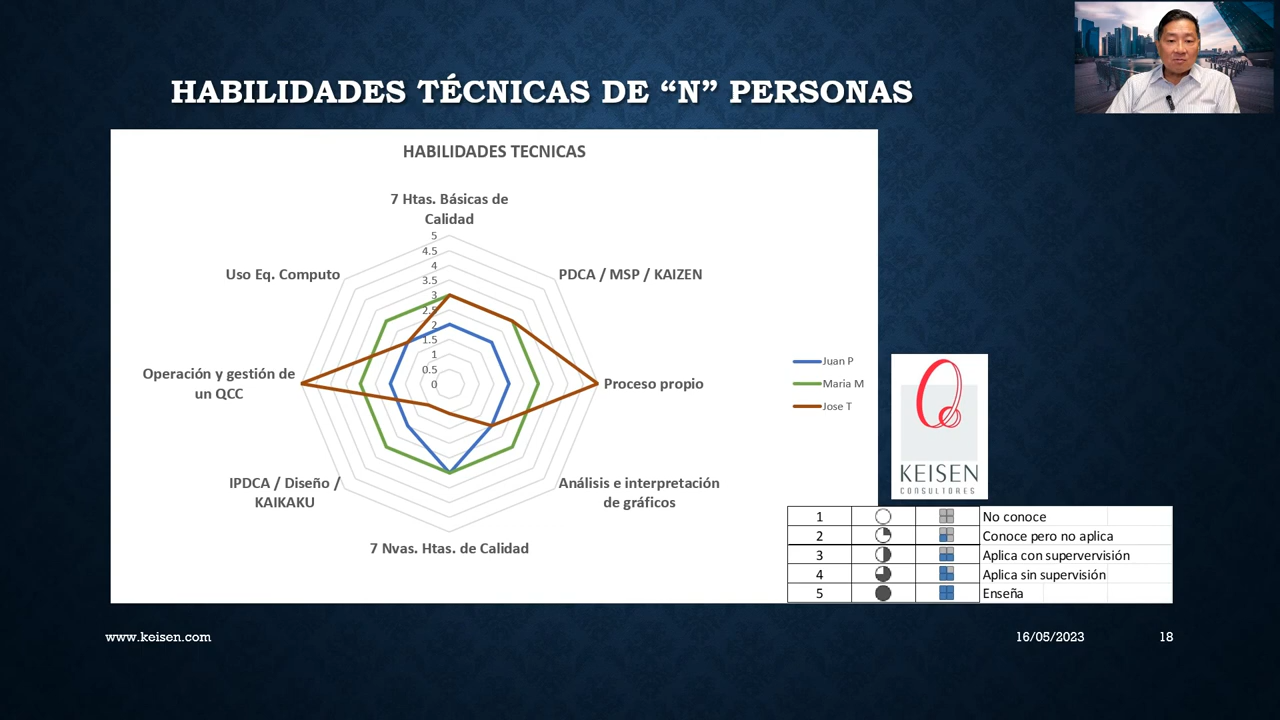 HABILIDADES TÉCNICAS DE “N” PERSONAS
HABILIDADES TECNICAS
7 Htas. Básicas de
Calidad
5
4.5
4
3.5
3
2.5
2
1.5
1
0.5
0
Uso Eq. Computo
PDCA / MSP / KAIZEN
Operación y gestión de
un QCC
Proceso propio
IPDCA / Diseño /
KAIKAKU
Análisis e interpretación
de gráficos
7 Nvas. Htas. de Calidad
Juan P
Maria M
Jose T
KEISEN
CONSULTORES
1 No conoce
2 Conoce pero no aplica
3 Aplica con supervervisión
4 Aplica sin supervisión
5 Enseña
www.keisen.com
16/05/2023
18